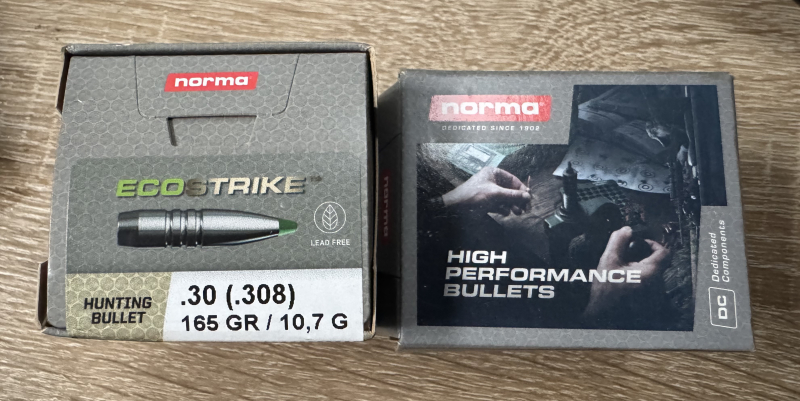 norma
ECOSTRIKE™
LEAD FREE
HUNTING
BULLET
.30 (.308)
165 GR / 10,7 G
norma
norma
DEDICATED SINCE 1902
HIGH
PERFORMANCE
BULLETS
DC
Dedicated
Components